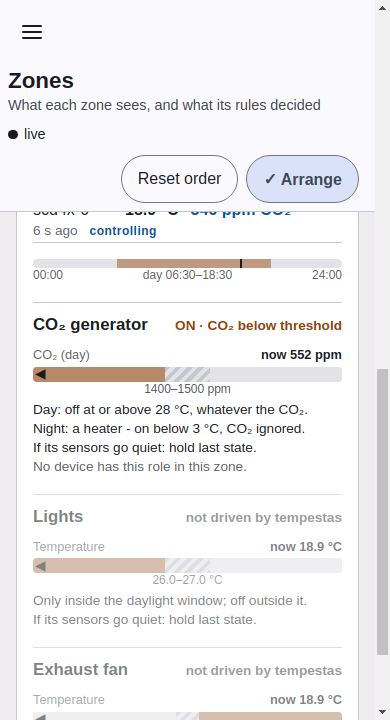 Zones
What each zone sees, and what its rules decided
live
Reset order
✓ Arrange
6 s ago controlling
00:00 day 06:30–18:30 24:00
CO₂ generator ON · CO₂ below threshold
CO₂ (day) now 552 ppm
1400–1500 ppm
Day: off at or above 28 °C, whatever the CO₂.
Night: a heater - on below 3 °C, CO₂ ignored.
If its sensors go quiet: hold last state.
No device has this role in this zone.
Lights not driven by tempestas
Temperature now 18.9 °C
26.0–27.0 °C
Only inside the daylight window; off outside it.
If its sensors go quiet: hold last state.
Exhaust fan not driven by tempestas
Temperature now 18.9 °C